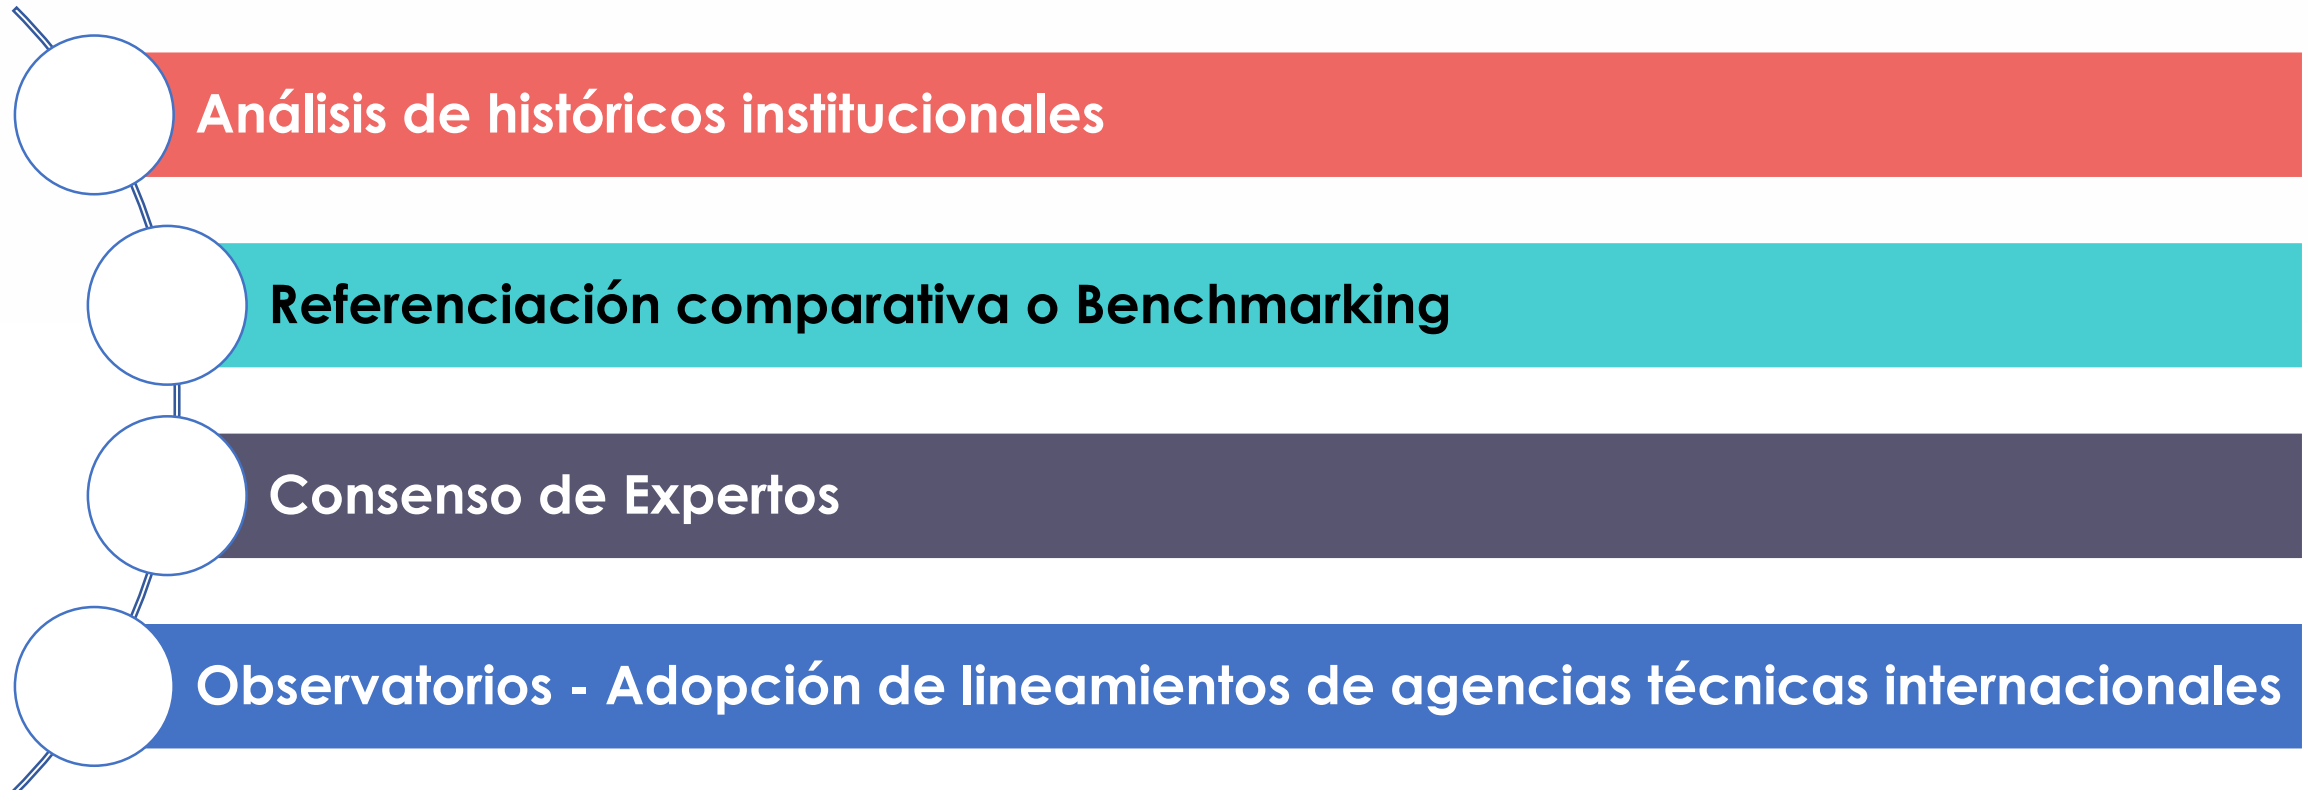 Análisis de históricos institucionales
Referenciación comparativa o Benchmarking
Consenso de Expertos
Observatorios - Adopción de lineamientos de agencias técnicas internacionales